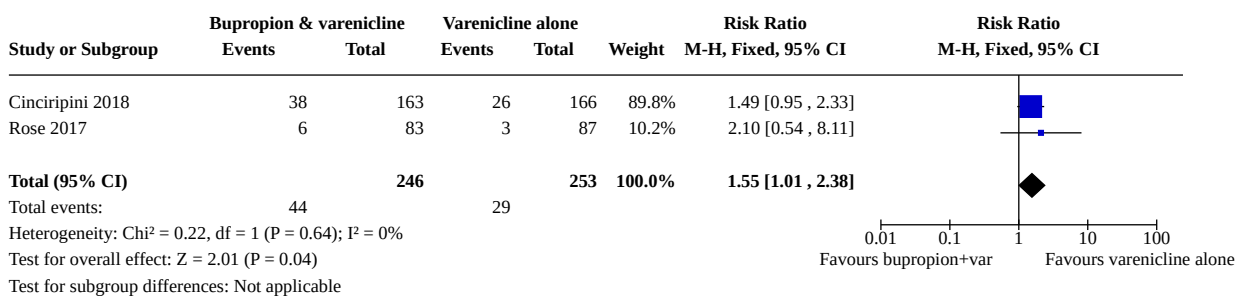 Bupropion & varenicline Varenicline alone Risk Ratio Risk Ratio
Study or Subgroup Events Total Events Total Weight M-H, Fixed, 95% CI M-H, Fixed, 95% CI
Cinciripini 2018 38 163 26 166 89.8% 1.49 [0.95 , 2.33]
Rose 2017 6 83 3 87 10.2% 2.10 [0.54 , 8.11]
Total (95% CI) 246 253 100.0% 1.55 [1.01 , 2.38]
Total events: 44 29
Heterogeneity: Chi² = 0.22, df = 1 (P = 0.64); I² = 0%
0.01 0.1 1 10 100
Test for overall effect: Z = 2.01 (P = 0.04) Favours bupropion+var Favours varenicline alone
Test for subgroup differences: Not applicable